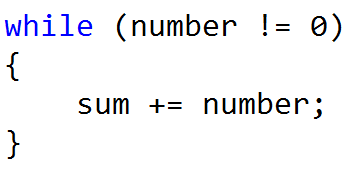 while (number != 0)
{
    sum += number;
}